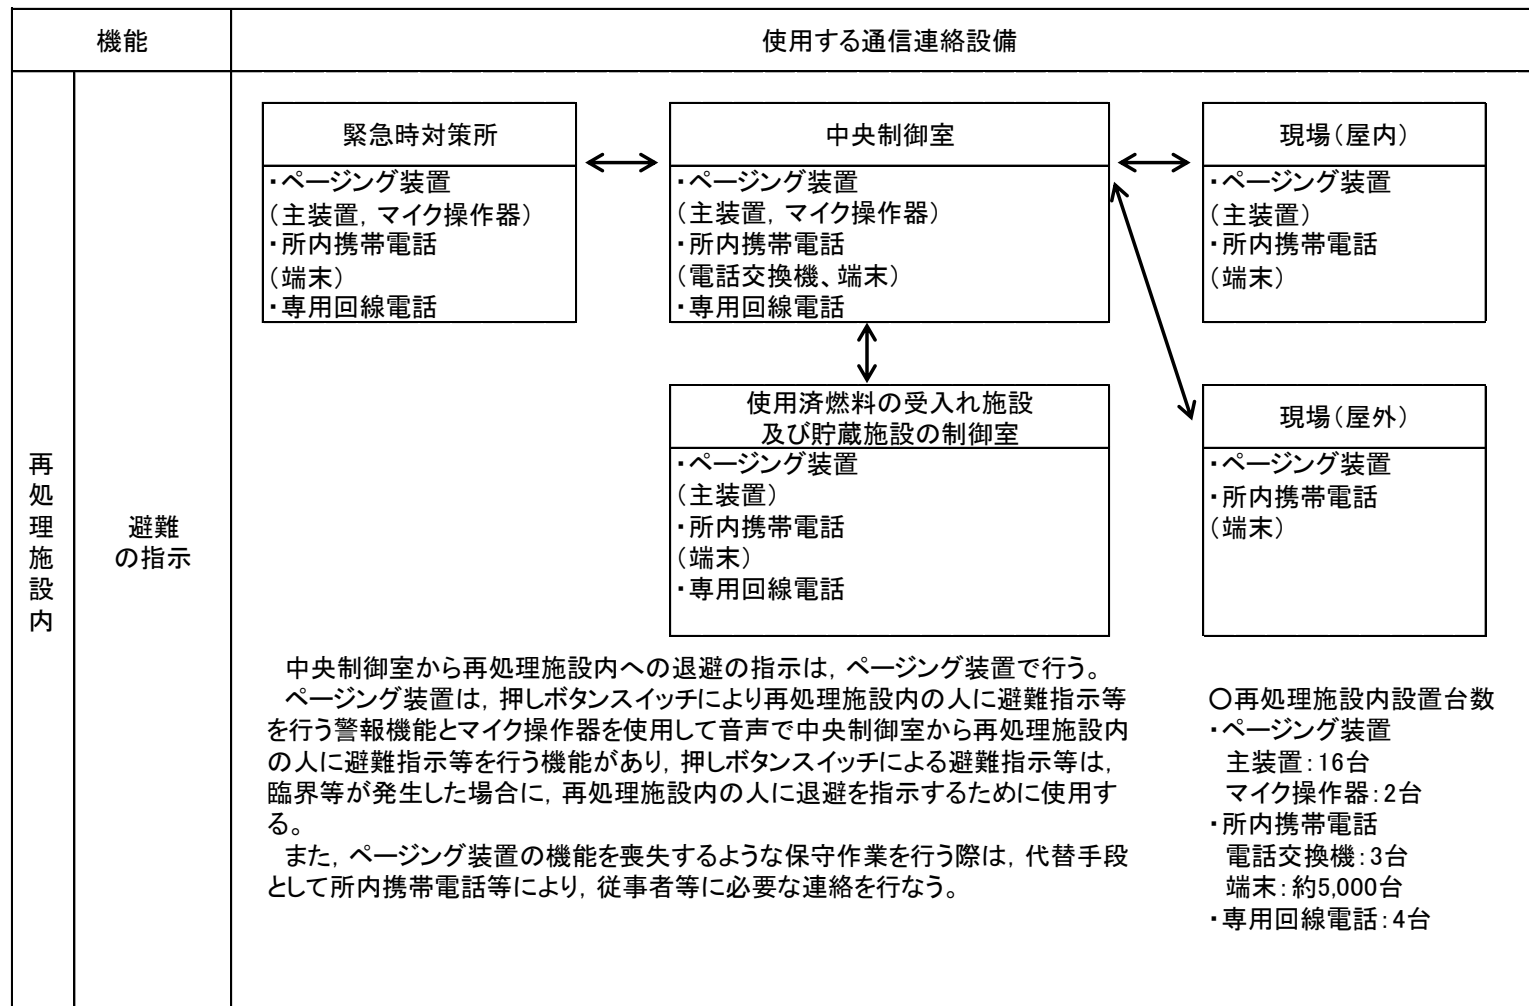 機能
使用する通信連絡設備
再処理施設内
避難
の指示
緊急時対策所
・ページング装置
(主装置,マイク操作器)
・所内携帯電話
(端末)
・専用回線電話
中央制御室
・ページング装置
(主装置,マイク操作器)
・所内携帯電話
(電話交換機、端末)
・専用回線電話
現場(屋内)
・ページング装置
(主装置)
・所内携帯電話
(端末)
使用済燃料の受入れ施設
及び貯蔵施設の制御室
・ページング装置
(主装置)
・所内携帯電話
(端末)
・専用回線電話
現場(屋外)
・ページング装置
・所内携帯電話
(端末)
中央制御室から再処理施設内への退避の指示は,ページング装置で行う。
ページング装置は,押しボタンスイッチにより再処理施設内の人に避難指示等
を行う警報機能とマイク操作器を使用して音声で中央制御室から再処理施設内
の人に避難指示等を行う機能があり,押しボタンスイッチによる避難指示等は,
臨界等が発生した場合に,再処理施設内の人に退避を指示するために使用す
る。
また,ページング装置の機能を喪失するような保守作業を行う際は,代替手段
として所内携帯電話等により,従事者等に必要な連絡を行なう。
○再処理施設内設置台数
・ページング装置
主装置:16台
マイク操作器:2台
・所内携帯電話
電話交換機:3台
端末:約5,000台
・専用回線電話:4台